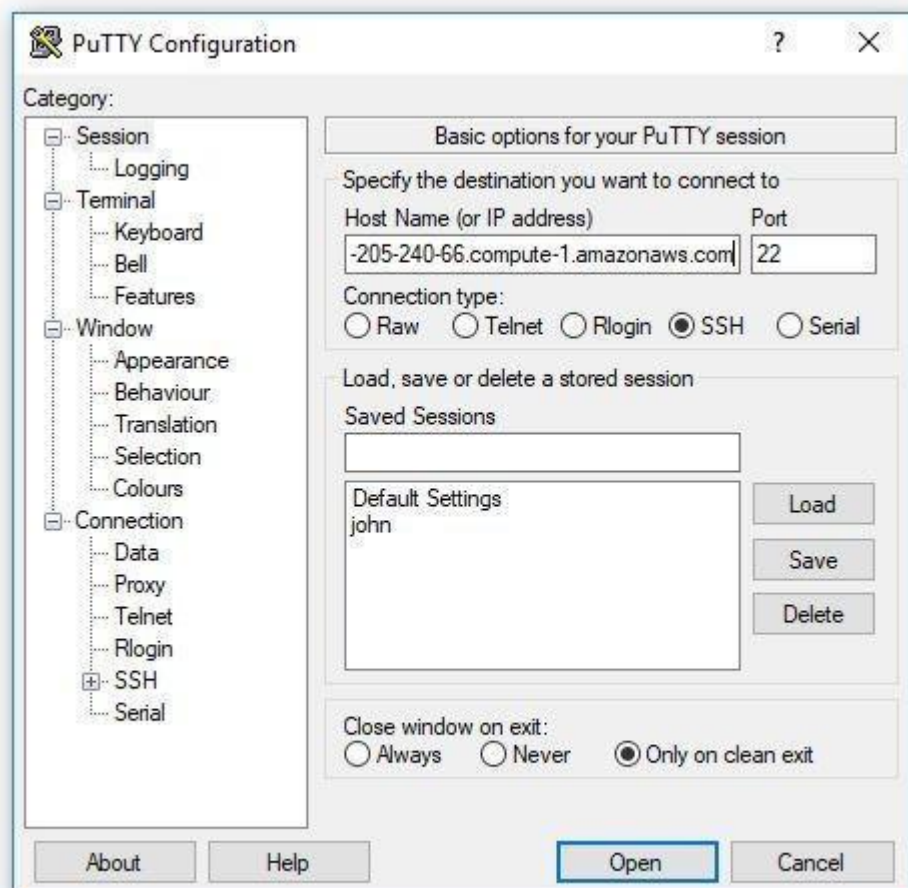 PuTTY Configuration
?
Category:
Session
Logging
Terminal
Keyboard
Bell
Features
Window
Appearance
Behaviour
Translation
Selection
Colours
Connection
Data
Proxy
Telnet
Rlogin
SSH
Serial
Basic options for your PuTTY session
Specify the destination you want to connect to
Host Name (or IP address) Port
-205-240-66.compute-1.amazonaws.com 22
Connection type:
Raw Telnet Rlogin SSH Serial
Load, save or delete a stored session
Saved Sessions
Default Settings
john
Load
Save
Delete
Close window on exit:
Always Never Only on clean exit
About Help Open Cancel